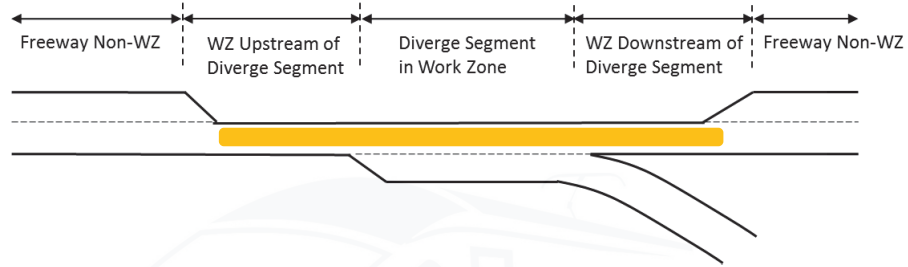 Freeway Non-WZ
WZ Upstream of
Diverge Segment
Diverge Segment
in Work Zone
WZ Downstream of
Diverge Segment
Freeway Non-WZ